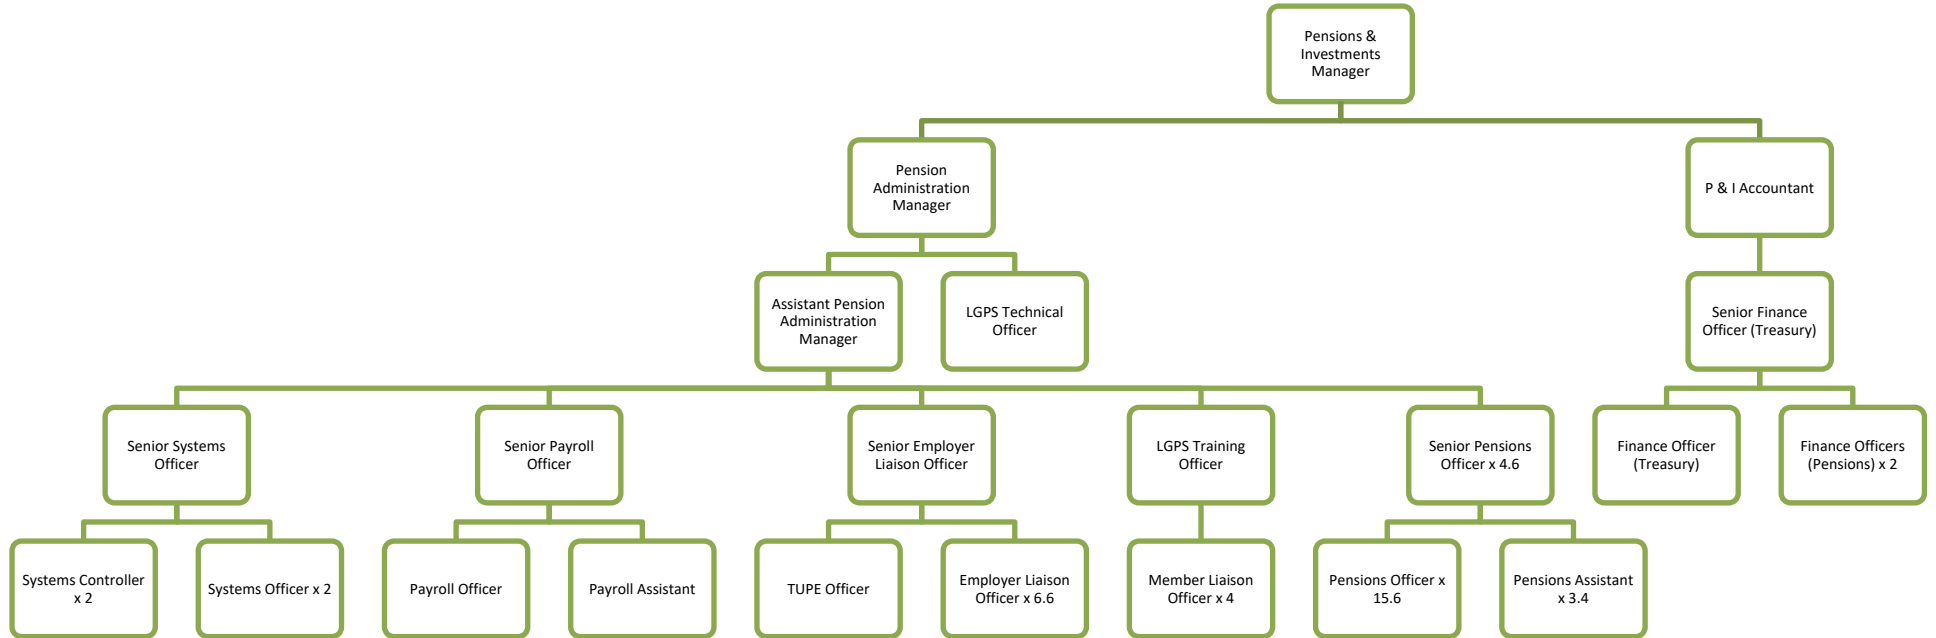 Pensions &
Investments
Manager
Pension
Administration
Manager
P & I Accountant
Assistant Pension
Administration
Manager
LGPS Technical
Officer
Senior Finance
Officer (Treasury)
Senior Systems
Officer
Senior Payroll
Officer
Senior Employer
Liaison Officer
LGPS Training
Officer
Senior Pensions
Officer x 4.6
Finance Officer
(Treasury)
Finance Officers
(Pensions) x 2
Systems Controller
x 2
Systems Officer x 2
Payroll Officer
Payroll Assistant
TUPE Officer
Employer Liaison
Officer x 6.6
Member Liaison
Officer x 4
Pensions Officer x
15.6
Pensions Assistant
x 3.4